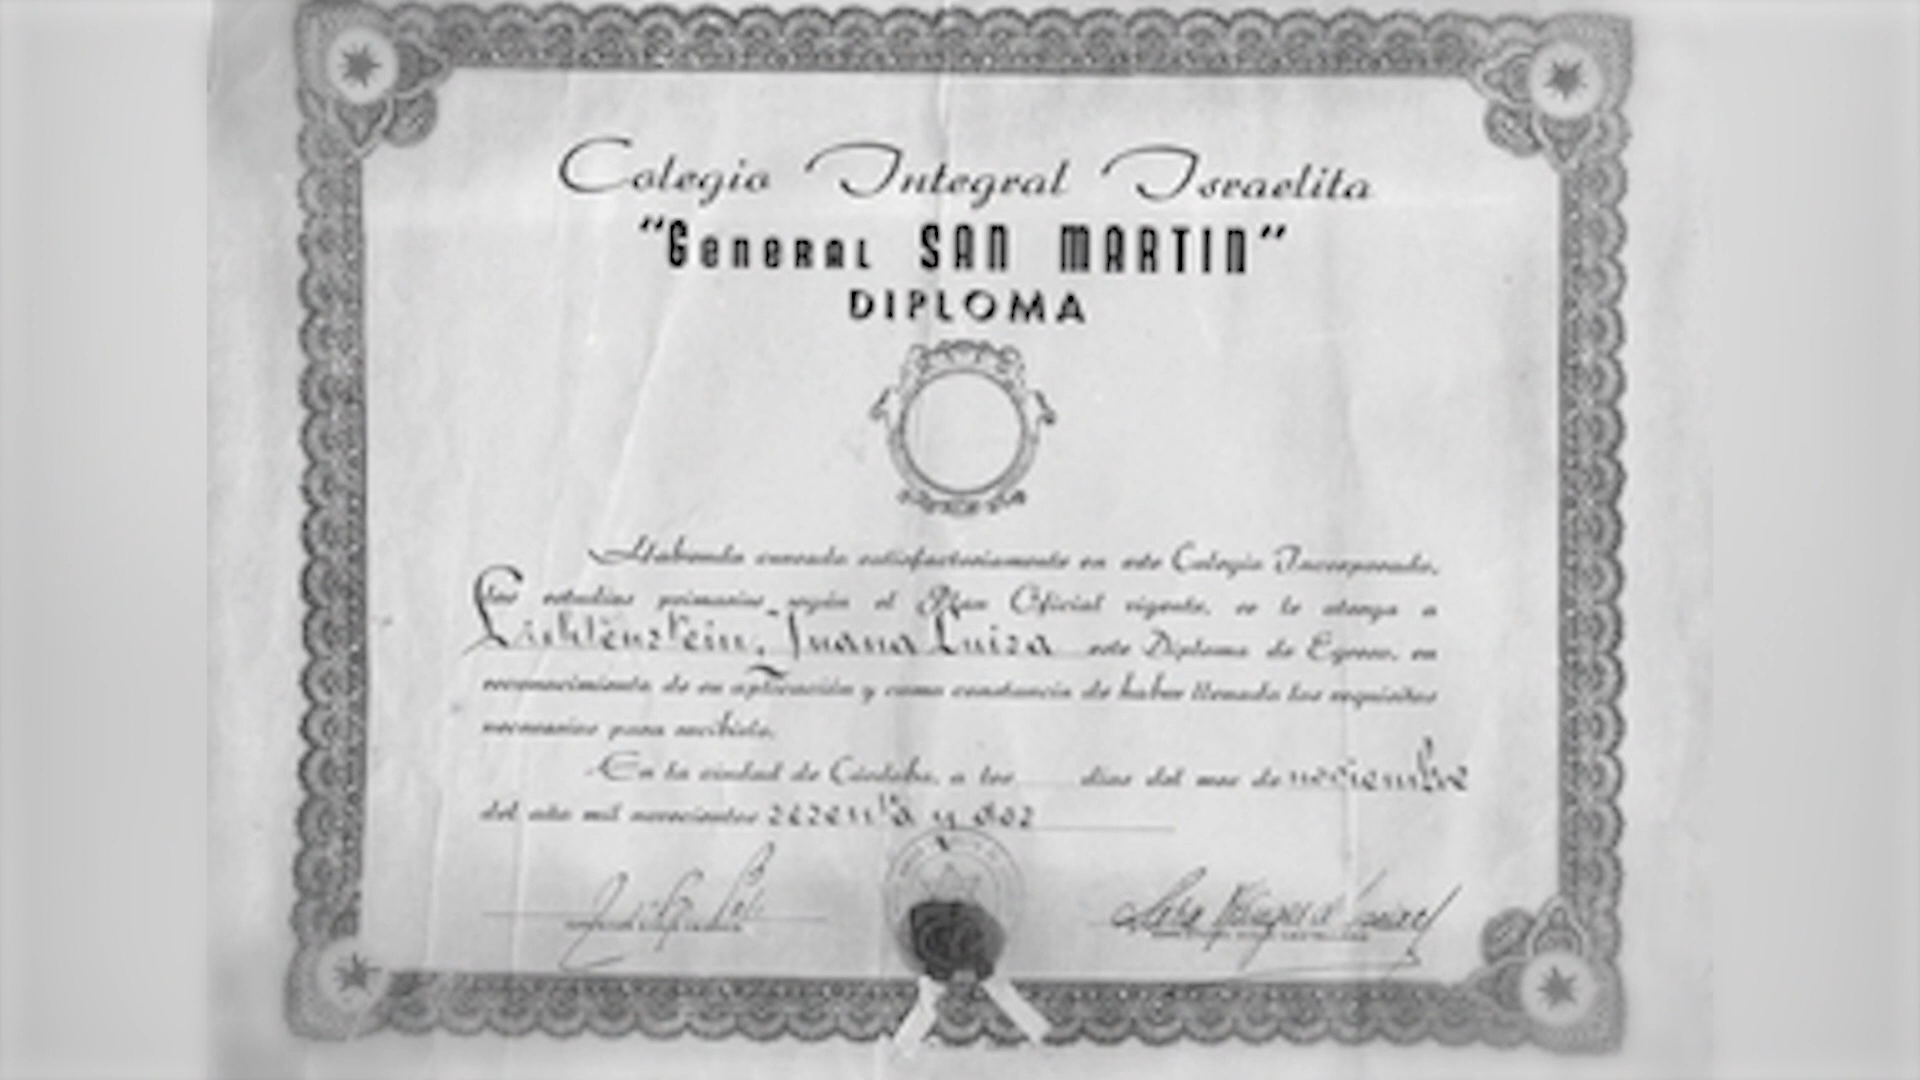 Colegio Integral Israelita
"General SAN MARTIN"
DIPLOMA
Habiendo cursado satisfactoriamente en este Colegio Incorporado,
los estudios primarios según el Plan Oficial vigente, se le otorga a
Lichtenstein, Juana Luisa este Diploma de Egreso, en
reconocimiento de su aplicación y como constancia de haber llenado los requisitos
necesarios para recibirlo.
En la ciudad de Córdoba, a los días del mes de noviembre
del año mil novecientos sesenta y dos